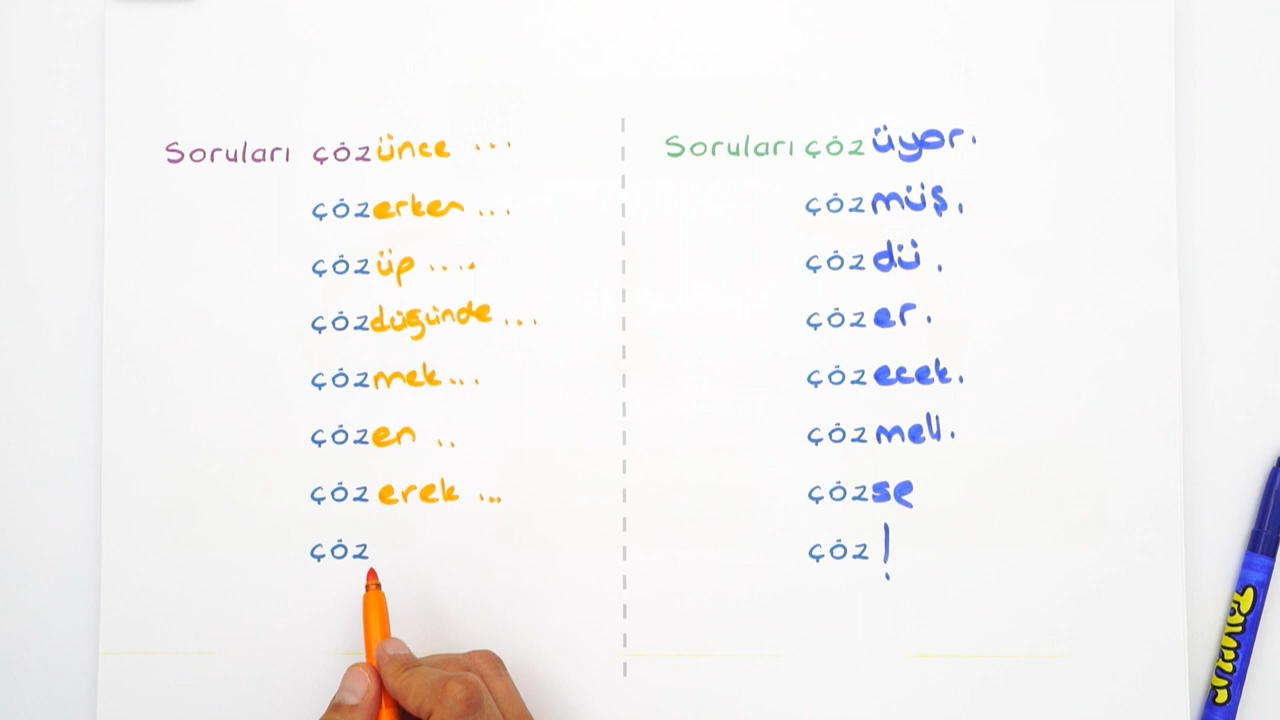 Soruları çözünce ...
çözerken ...
çözüp ....
çözdüğünde ...
çözmek...
çözen ..
çözerek ...
çöz
Soruları çözüyor.
çözmüş.
çözdü.
çözer.
çözecek.
çözmeli.
çözse
çöz!